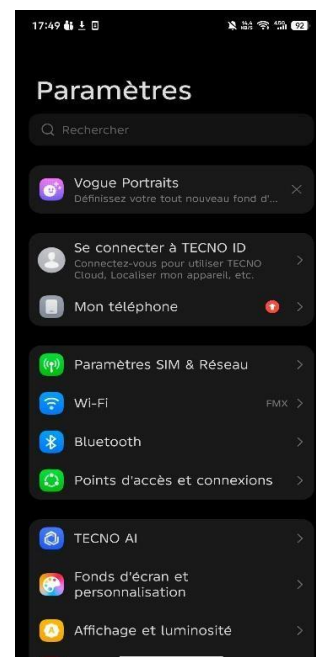 17:49
92
Paramètres
Rechercher
Vogue Portraits
Définissez votre tout nouveau fond d'...
Se connecter à TECNO ID
Connectez-vous pour utiliser TECNO
Cloud, Localiser mon appareil, etc.
Mon téléphone
Paramètres SIM & Réseau
Wi-Fi FMX
Bluetooth
Points d'accès et connexions
TECNO AI
Fonds d'écran et
personnalisation
Affichage et luminosité